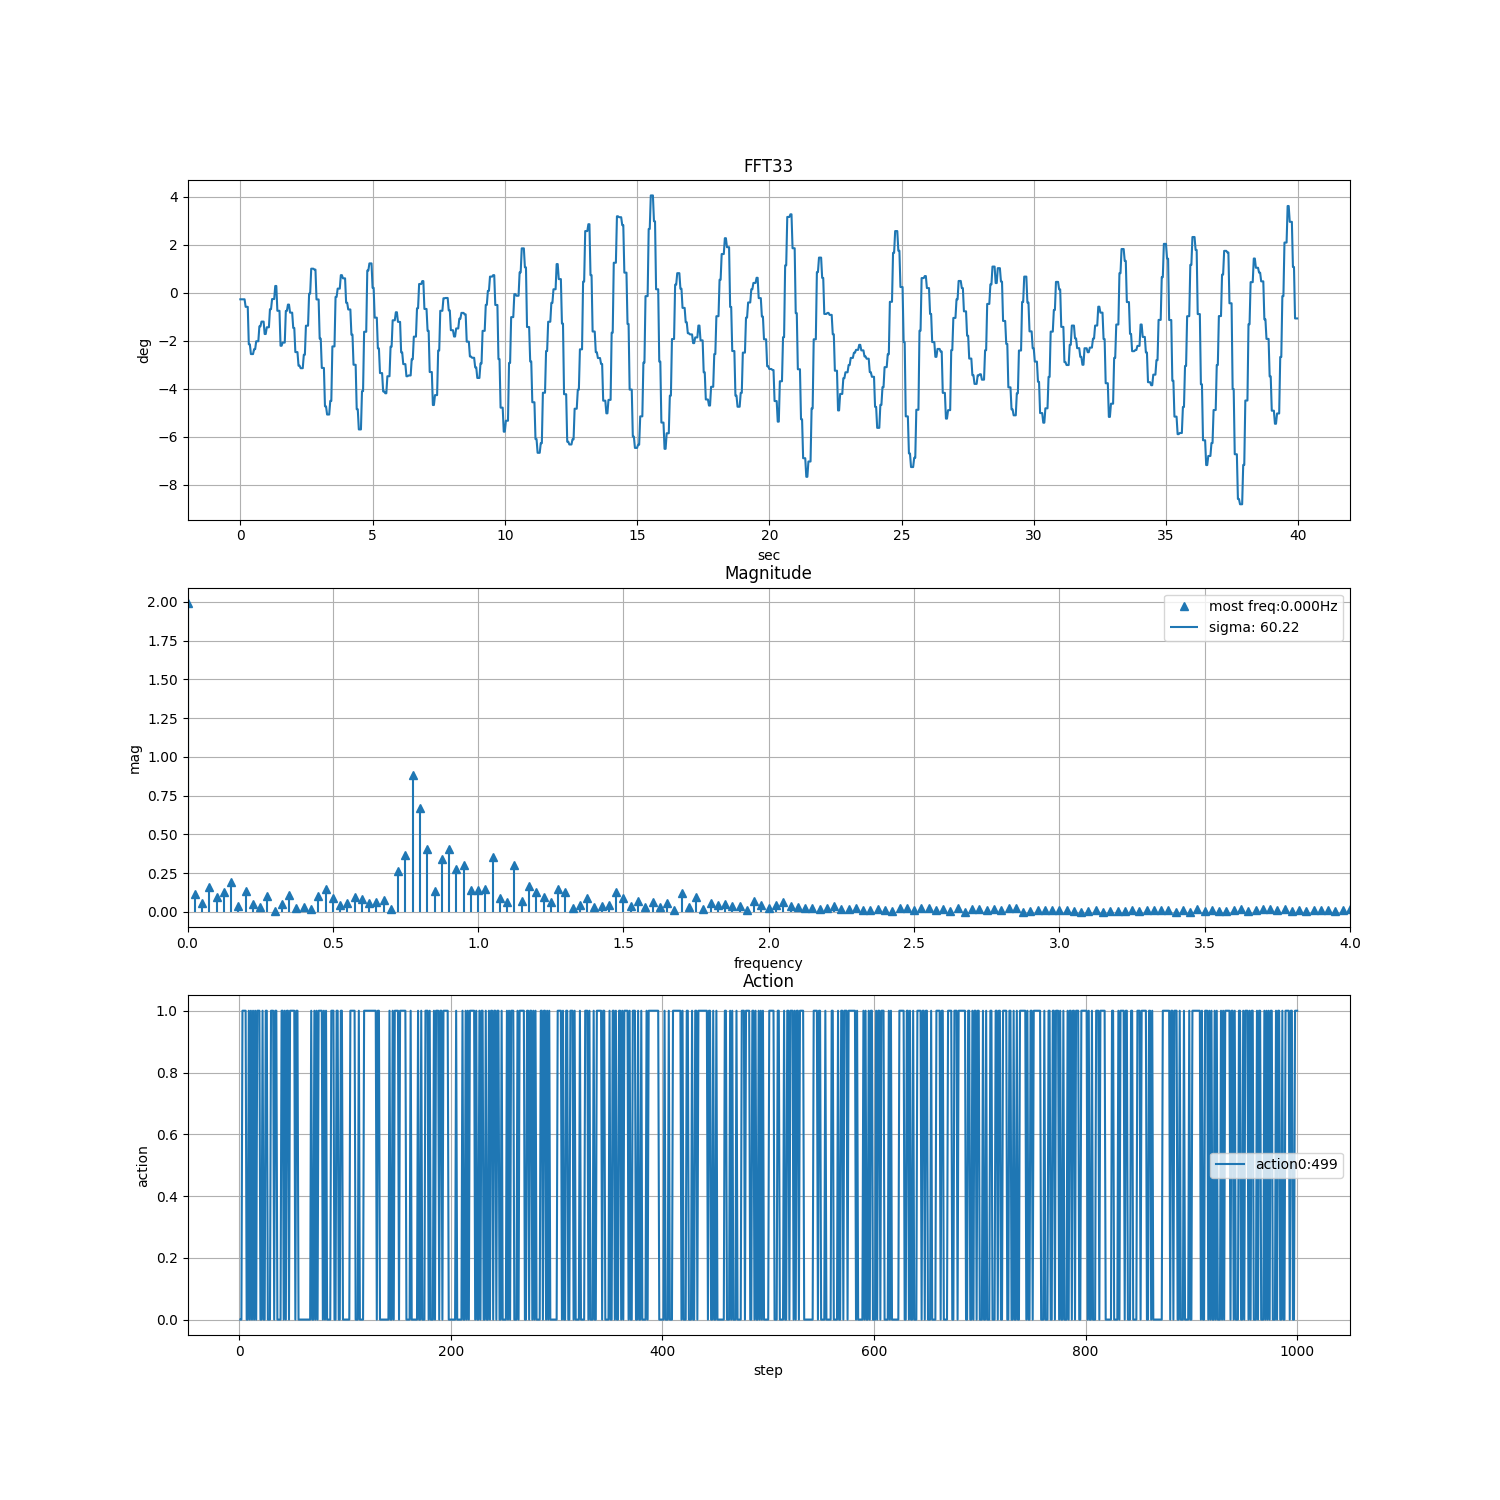 FFT33
4
2
0
−2
−4
−6
−8
deg
0 5 10 15 20 25 30 35 40
sec
Magnitude
2.00
1.75
1.50
1.25
1.00
0.75
0.50
0.25
0.00
mag
most freq:0.000Hz
sigma: 60.22
0.0 0.5 1.0 1.5 2.0 2.5 3.0 3.5 4.0
frequency
Action
1.0
0.8
0.6
0.4
0.2
0.0
action
action0:499
0 200 400 600 800 1000
step